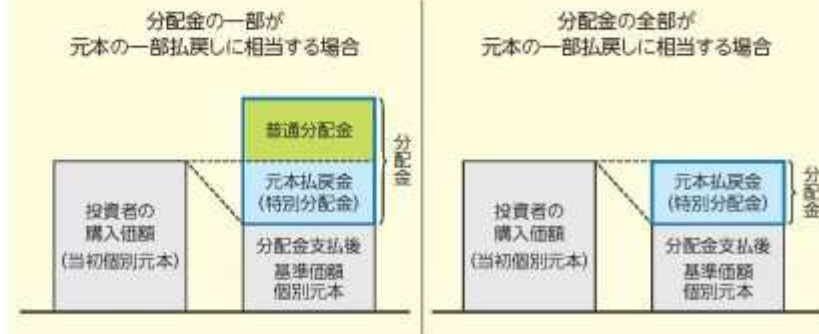 分配金の一部が
元本の一部払戻しに相当する場合
普通分配金
元本払戻金
(特別分配金)
分配金
投資者の
購入価額
(当初個別元本)
分配金支払後
基準価額
個別元本
分配金の全部が
元本の一部払戻しに相当する場合
元本払戻金
(特別分配金)
分配金
投資者の
購入価額
(当初個別元本)
分配金支払後
基準価額
個別元本